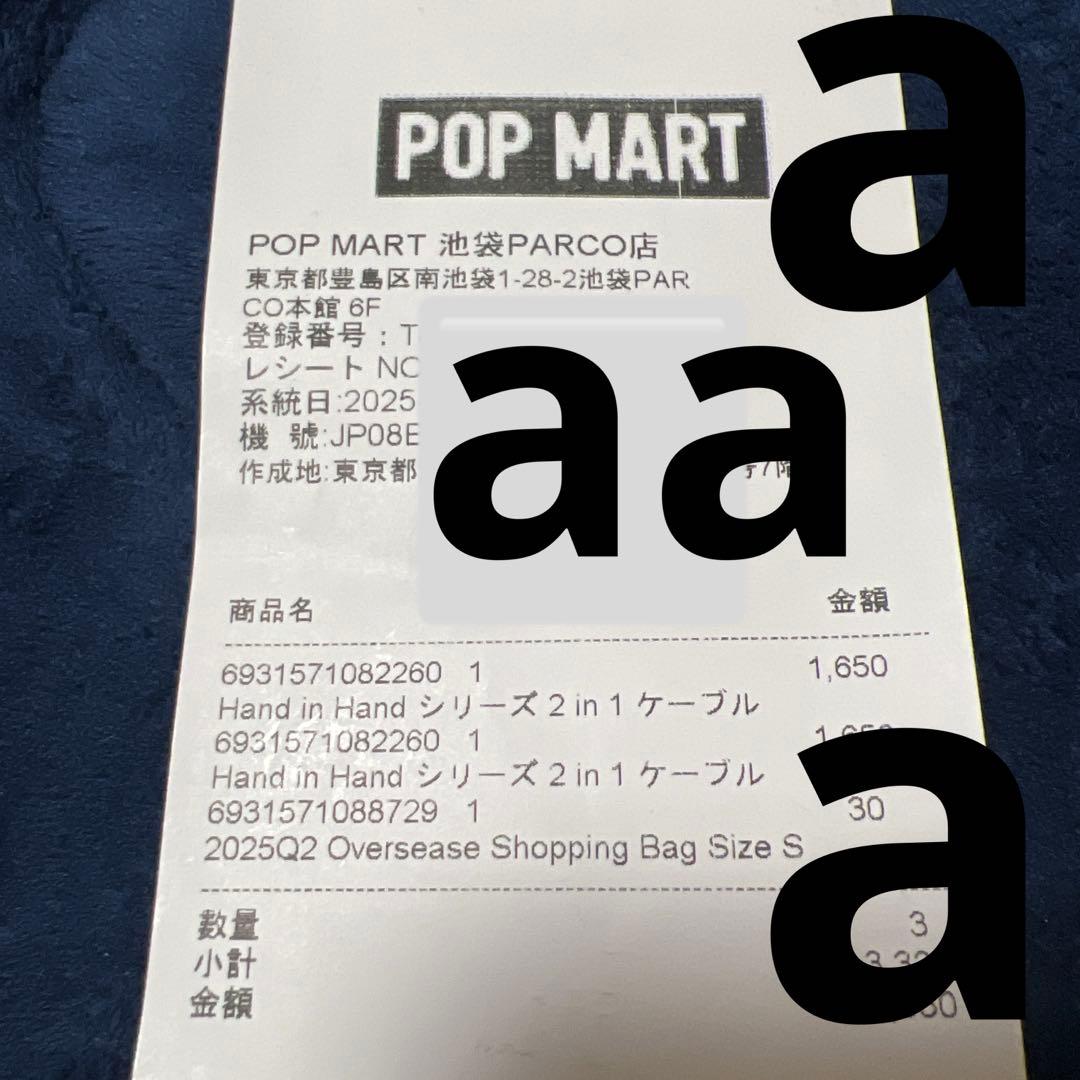 a
POP MART
POP MART 池袋PARCO店
東京都豊島区南池袋1-28-2池袋PAR
CO本館 6F
登録番号：T
レシート NO
系統日:2025
aa
機 號:JP08E
作成地:東京都
商品名 金額
6931571082260 1 1,650
Hand in Hand シリーズ 2 in 1 ケーブル
6931571082260 1
Hand in Hand シリーズ 2 in 1 ケーブル
6931571088729 1 30
2025Q2 Oversease Shopping Bag Size S
a
数量 3
小計
金額